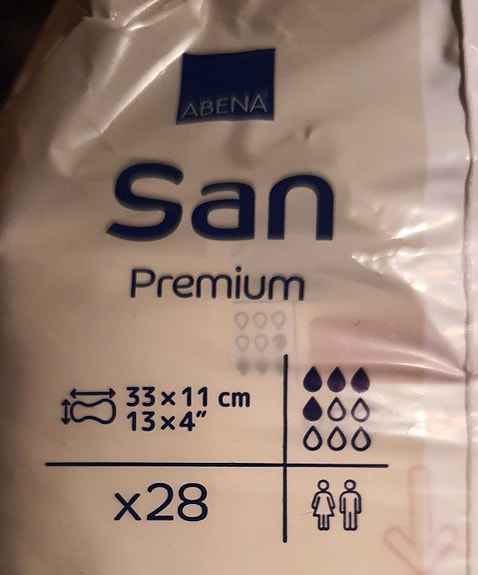 ABENA
San
Premium
33 x 11 cm
13 x 4"
x28